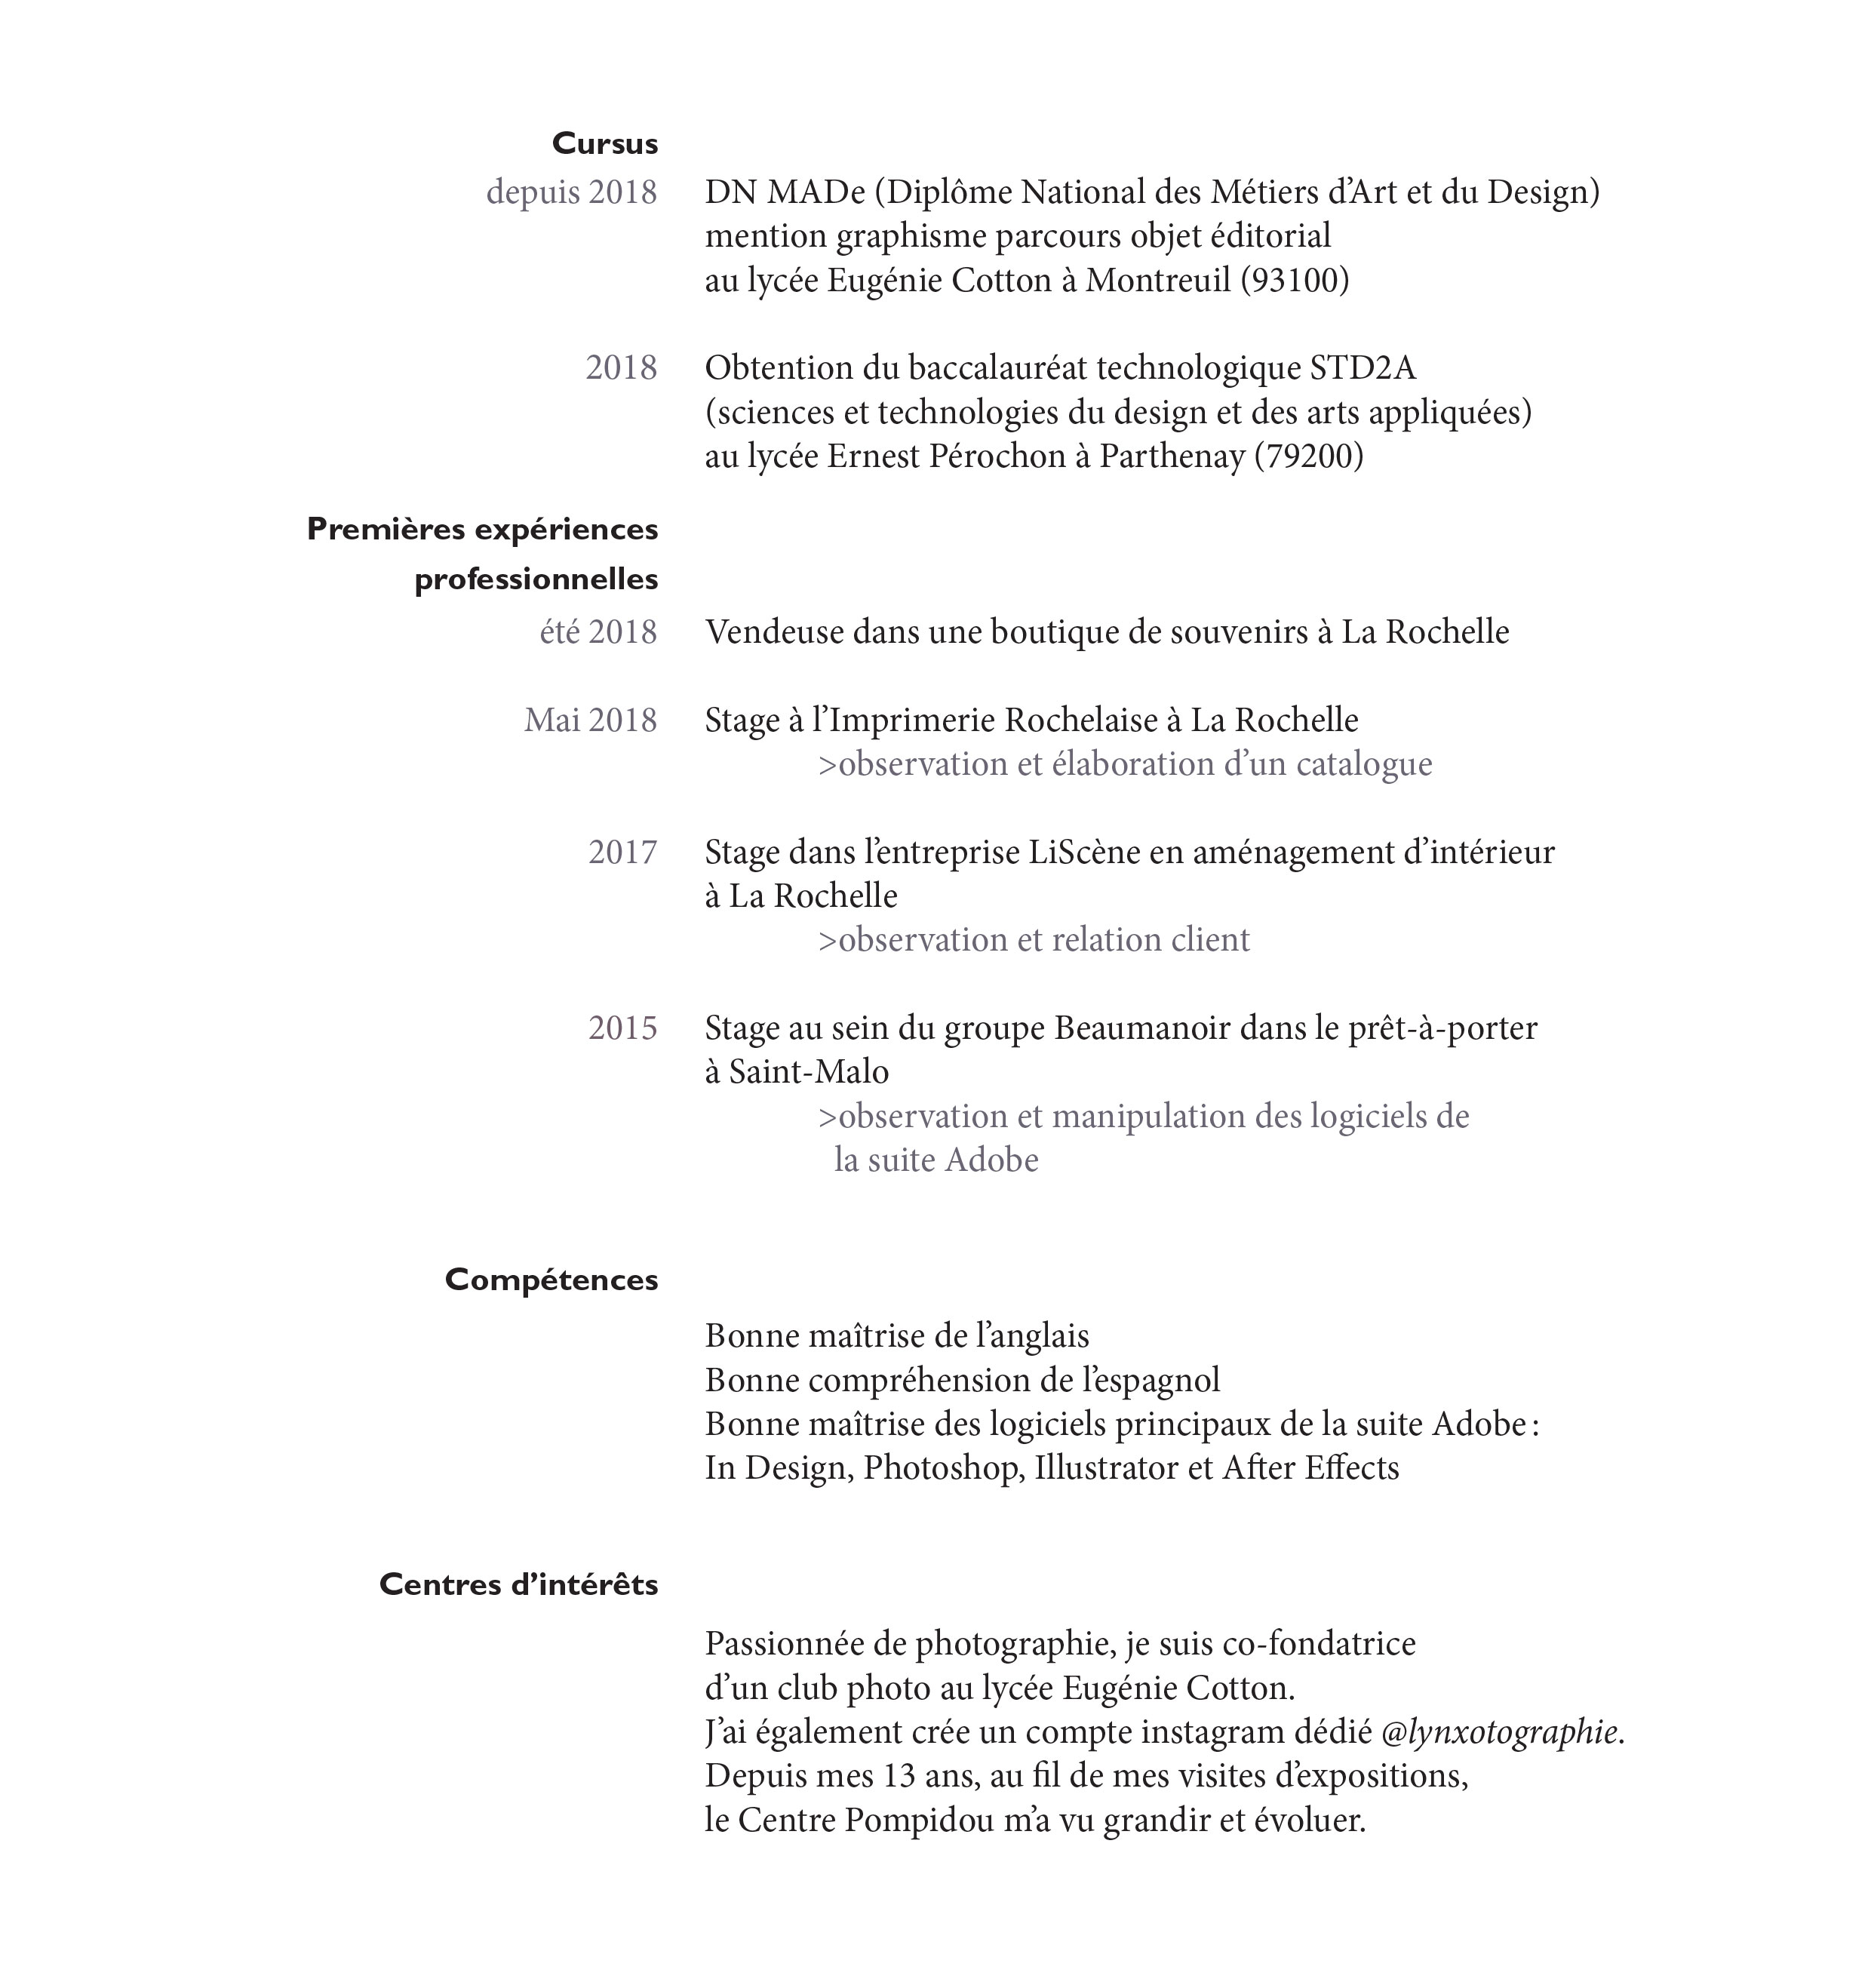 Cursus
depuis 2018 DN MADe (Diplôme National des Métiers d’Art et du Design)
mention graphisme parcours objet éditorial
au lycée Eugénie Cotton à Montreuil (93100)
2018 Obtention du baccalauréat technologique STD2A
(sciences et technologies du design et des arts appliquées)
au lycée Ernest Pérochon à Parthenay (79200)
Premières expériences
professionnelles
été 2018 Vendeuse dans une boutique de souvenirs à La Rochelle
Mai 2018 Stage à l’Imprimerie Rochelaise à La Rochelle
>observation et élaboration d’un catalogue
2017 Stage dans l’entreprise LiScène en aménagement d’intérieur
à La Rochelle
>observation et relation client
2015 Stage au sein du groupe Beaumanoir dans le prêt-à-porter
à Saint-Malo
>observation et manipulation des logiciels de
la suite Adobe
Compétences
Bonne maîtrise de l’anglais
Bonne compréhension de l’espagnol
Bonne maîtrise des logiciels principaux de la suite Adobe :
In Design, Photoshop, Illustrator et After Effects
Centres d’intérêts
Passionnée de photographie, je suis co-fondatrice
d’un club photo au lycée Eugénie Cotton.
J’ai également crée un compte instagram dédié @lynxotographie.
Depuis mes 13 ans, au fil de mes visites d’expositions,
le Centre Pompidou m’a vu grandir et évoluer.